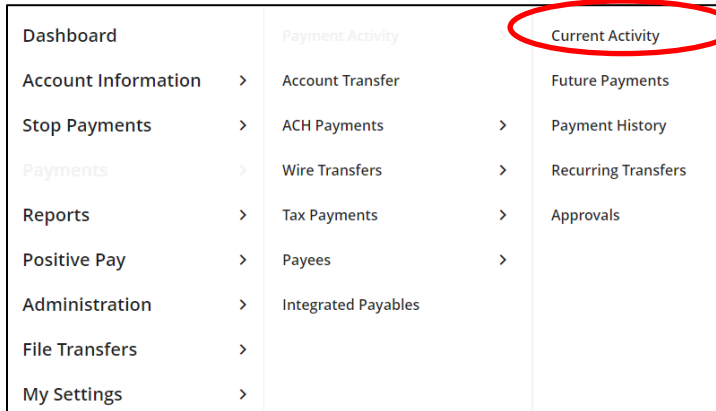 Dashboard
Account Information
Stop Payments
Payments
Reports
Positive Pay
Administration
File Transfers
My Settings
Payment Activity
Account Transfer
ACH Payments
Wire Transfers
Tax Payments
Payees
Integrated Payables
Current Activity
Future Payments
Payment History
Recurring Transfers
Approvals